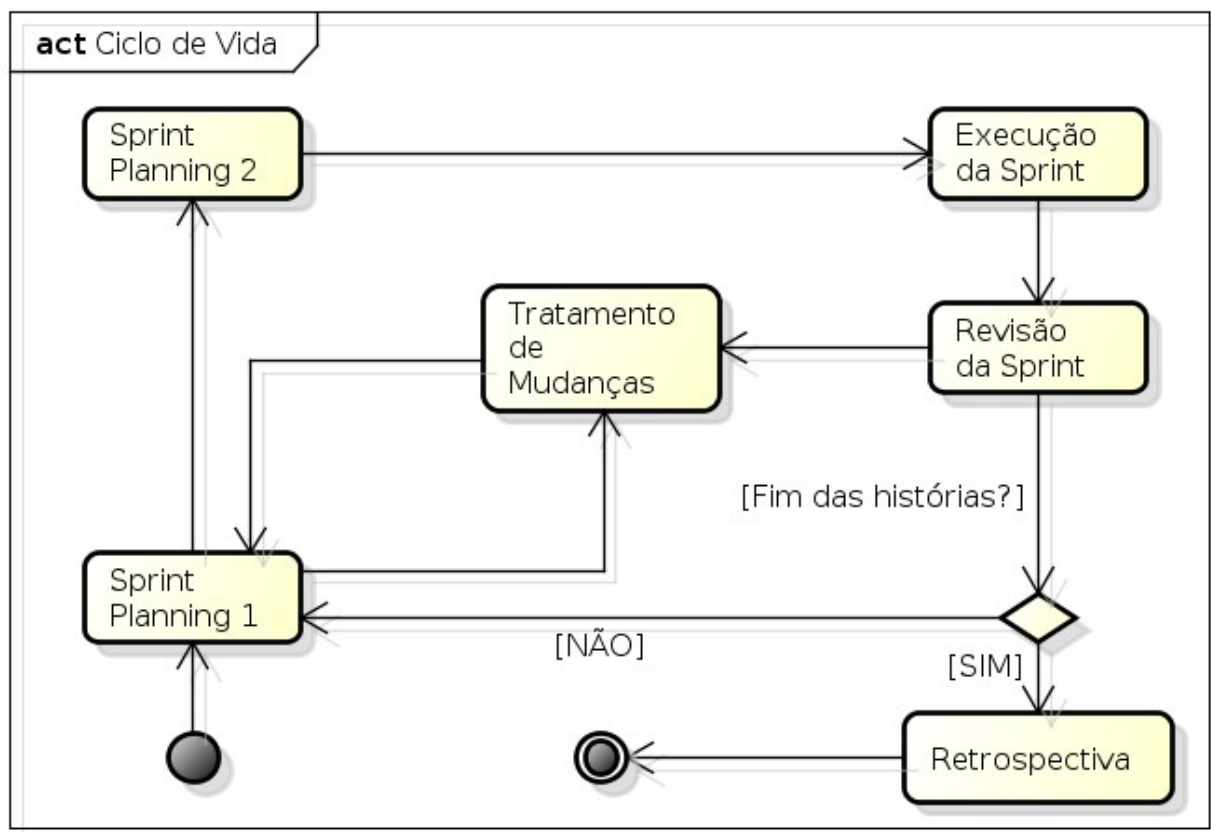 act Ciclo de Vida
Sprint
Planning 2
Execução
da Sprint
Tratamento
de
Mudanças
Revisão
da Sprint
[Fim das histórias?]
Sprint
Planning 1
[NÃO]
[SIM]
Retrospectiva